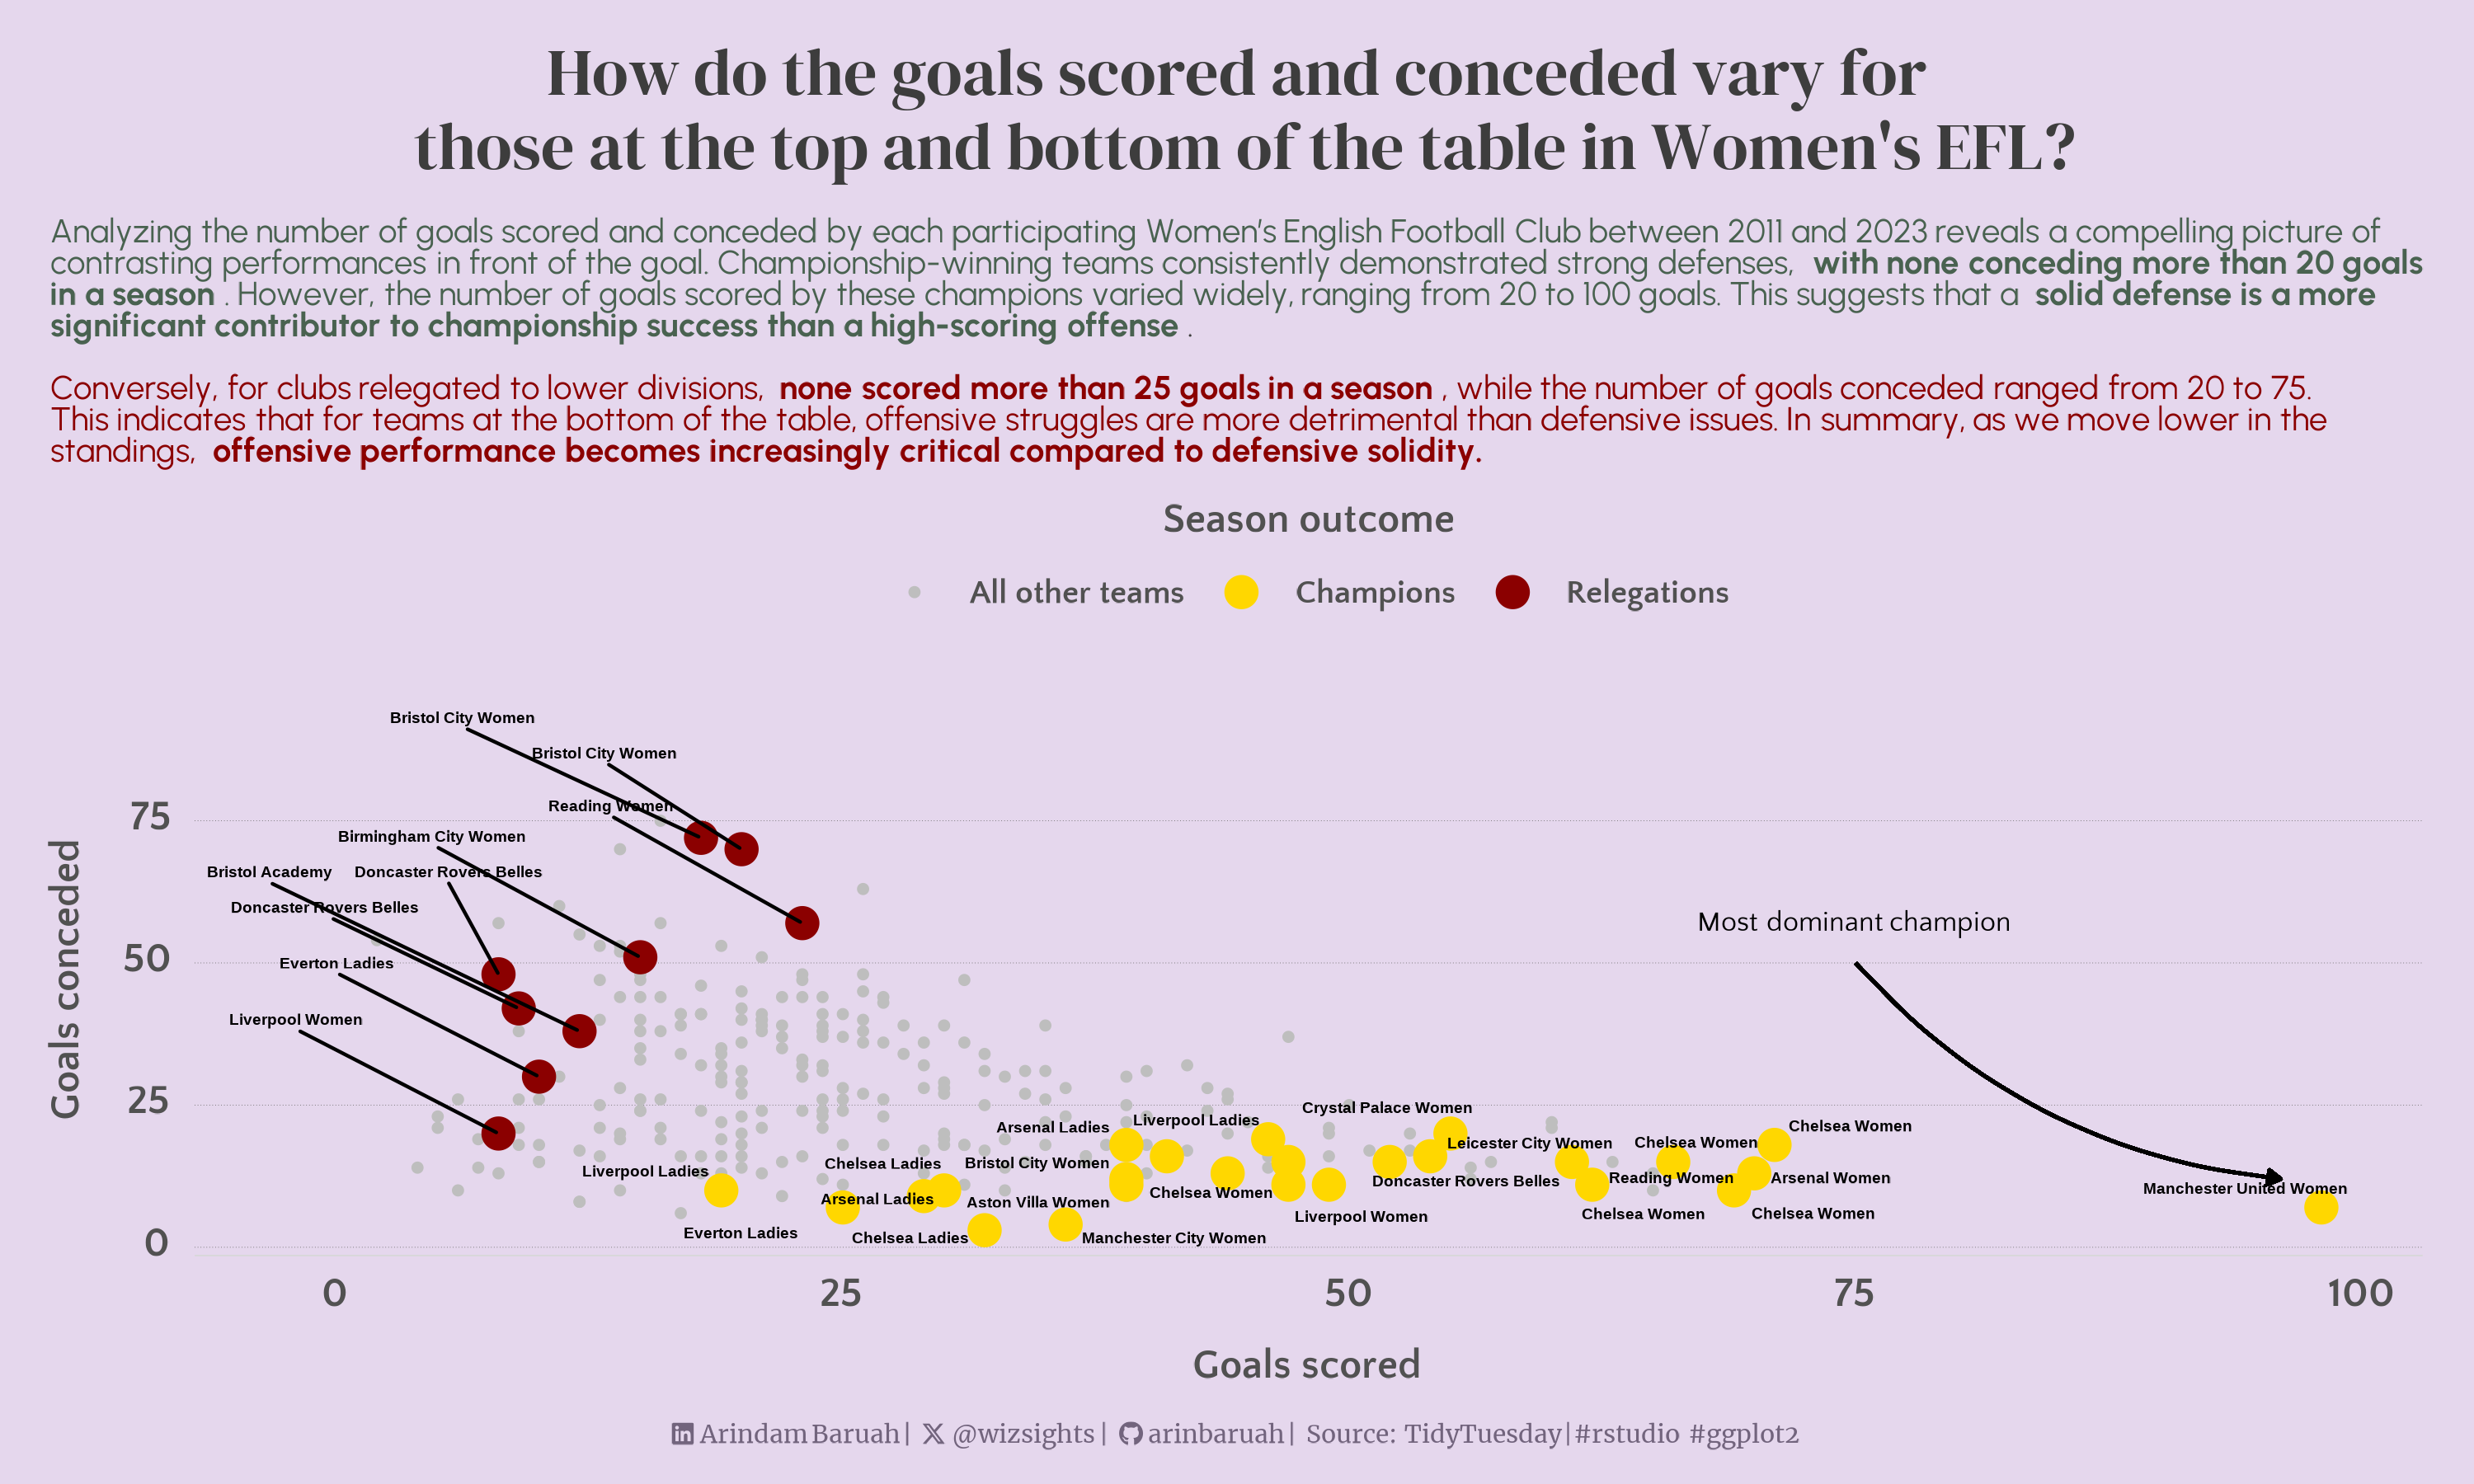 How do the goals scored and conceded vary for
those at the top and bottom of the table in Women's EFL?
Analyzing the number of goals scored and conceded by each participating Women's English Football Club between 2011 and 2023 reveals a compelling picture of
contrasting performances in front of the goal. Championship-winning teams consistently demonstrated strong defenses, with none conceding more than 20 goals
in a season . However, the number of goals scored by these champions varied widely, ranging from 20 to 100 goals. This suggests that a solid defense is a more
significant contributor to championship success than a high-scoring offense .
Conversely, for clubs relegated to lower divisions, none scored more than 25 goals in a season , while the number of goals conceded ranged from 20 to 75.
This indicates that for teams at the bottom of the table, offensive struggles are more detrimental than defensive issues. In summary, as we move lower in the
standings, offensive performance becomes increasingly critical compared to defensive solidity.
Season outcome
All other teams
Champions
Relegations
Bristol City Women
Bristol City Women
Reading Women
Birmingham City Women
Bristol Academy
Doncaster Rovers Belles
Doncaster Rovers Belles
Everton Ladies
Liverpool Women
Most dominant champion
Crystal Palace Women
Liverpool Ladies
Arsenal Ladies
Chelsea Women
Leicester City Women
Chelsea Women
Chelsea Ladies
Bristol City Women
Liverpool Ladies
Doncaster Rovers Belles
Reading Women
Arsenal Women
Manchester United Women
Chelsea Women
Arsenal Ladies
Aston Villa Women
Liverpool Women
Chelsea Women
Chelsea Women
Everton Ladies
Chelsea Ladies
Manchester City Women
Goals conceded
75
50
25
0
0
25
50
75
100
Goals scored
Arindam Baruah| @wizsights | arinbaruah| Source: TidyTuesday|#rstudio #ggplot2